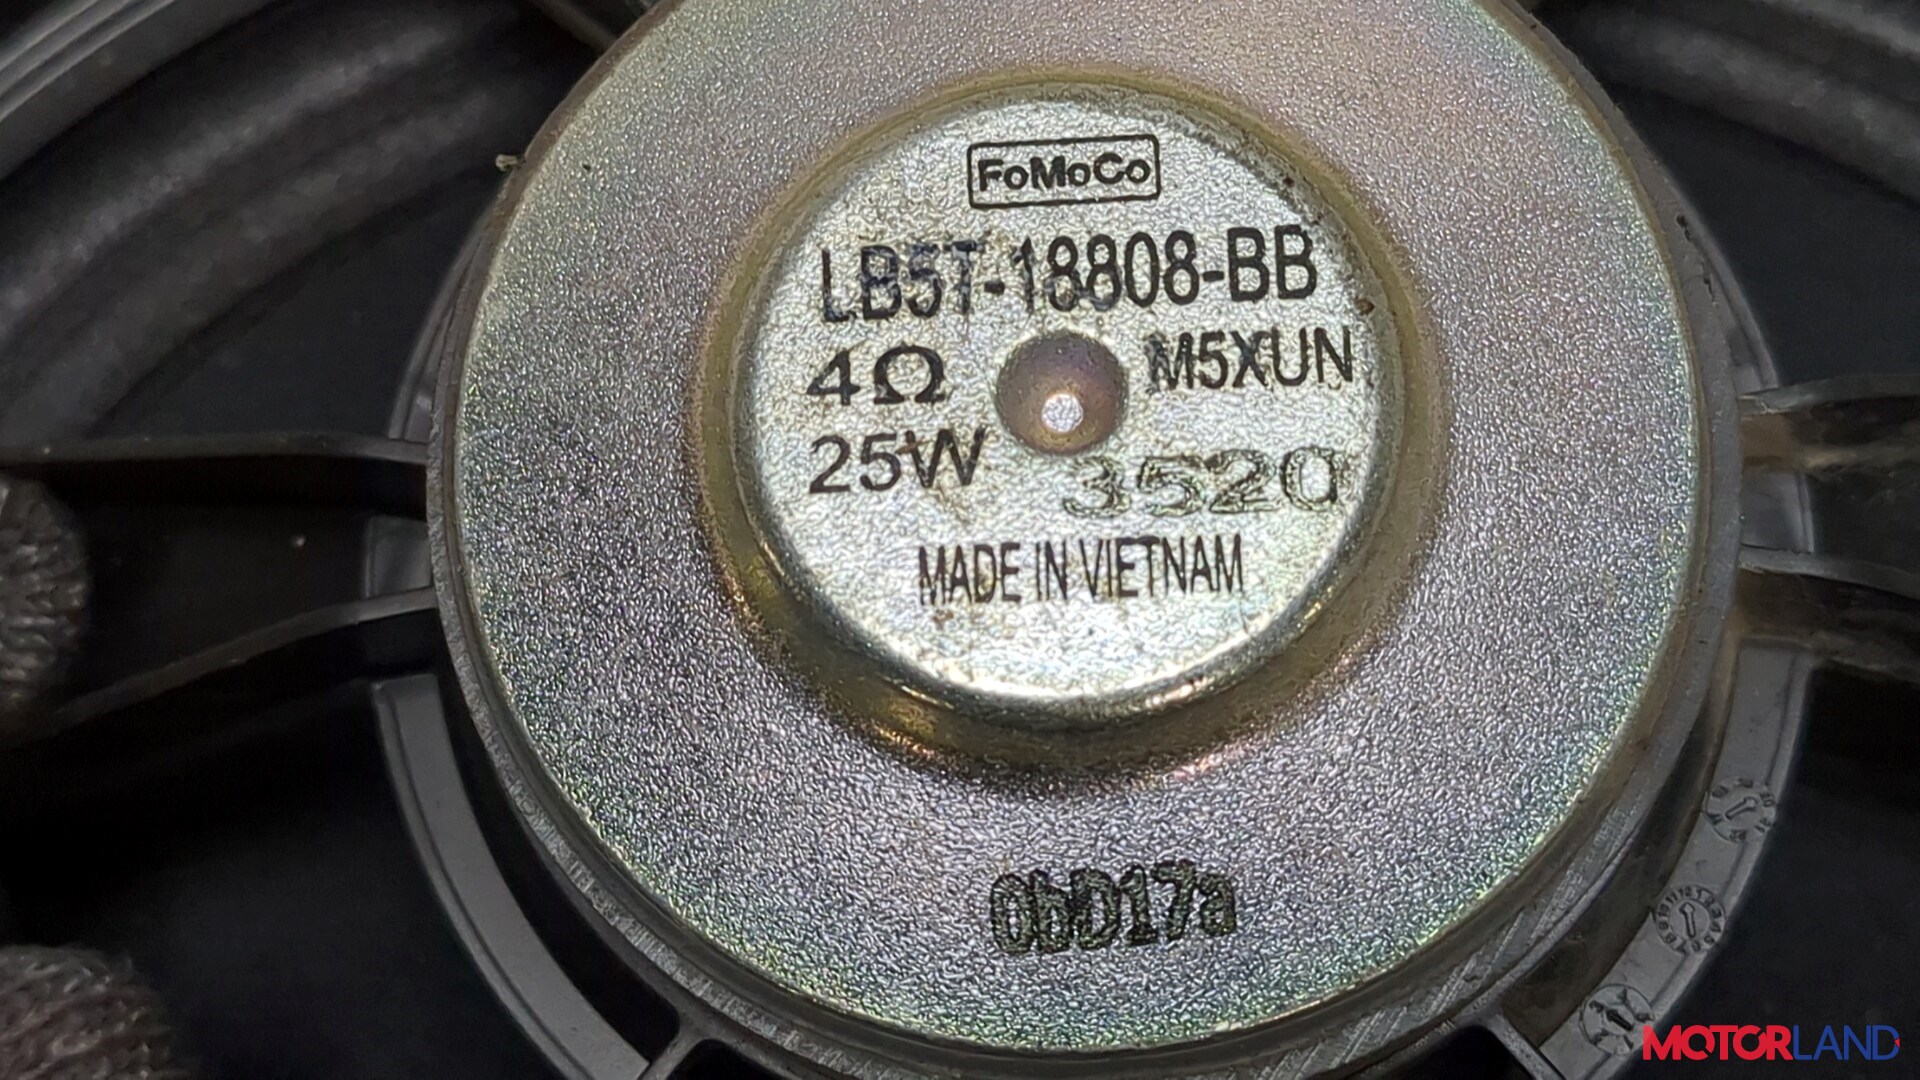 FoMoCo
LB5T-18808-BB
4Ω M5XUN
25W 3520
MADE IN VIETNAM
0bD17a
MOTORLAND